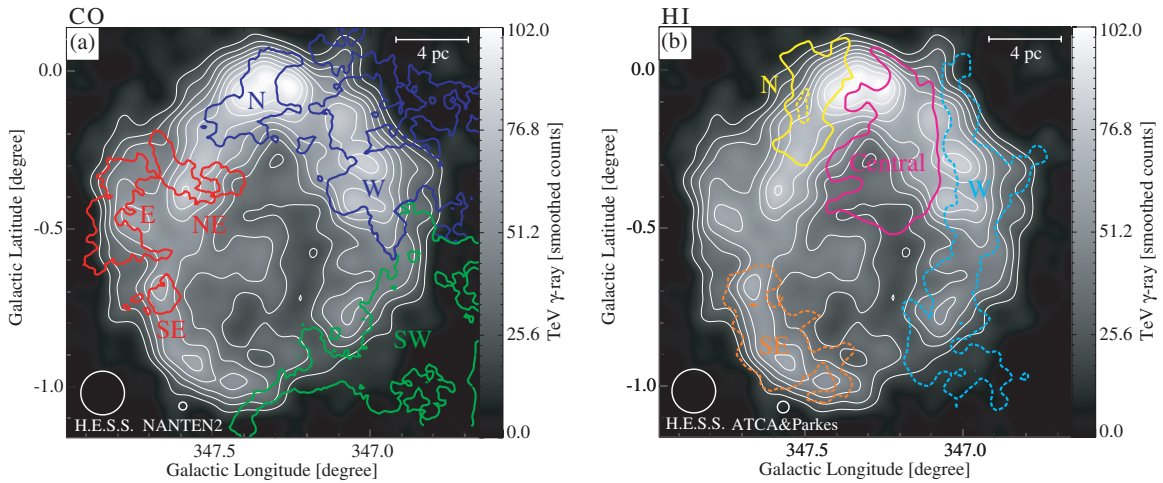 CO
(a)
4 pc
N
W
E
NE
SE
SW
H.E.S.S. NANTEN2
0.0
-0.5
-1.0
Galactic Latitude [degree]
347.5
347.0
Galactic Longitude [degree]
102.0
76.8
51.2
25.6
0.0
TeV γ-ray [smoothed counts]
HI
(b)
4 pc
N
Central
W
SE
H.E.S.S. ATCA&Parkes
0.0
-0.5
-1.0
Galactic Latitude [degree]
347.5
347.0
Galactic Longitude [degree]
102.0
76.8
51.2
25.6
0.0
TeV γ-ray [smoothed counts]